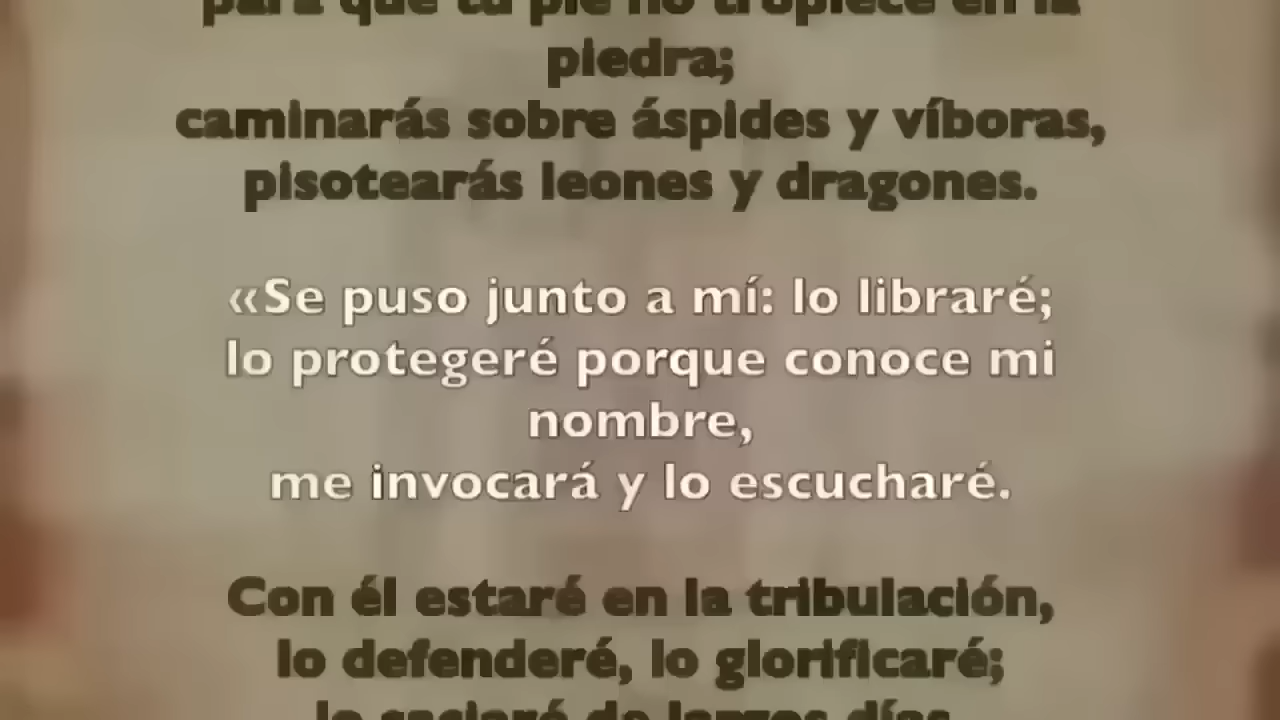 para que tu pie no tropiece en la
piedra;
caminarás sobre áspides y víboras,
pisotearás leones y dragones.
«Se puso junto a mí: lo libraré;
lo protegeré porque conoce mi
nombre,
me invocará y lo escucharé.
Con él estaré en la tribulación,
lo defenderé, lo glorificaré;
lo saciaré de largos días